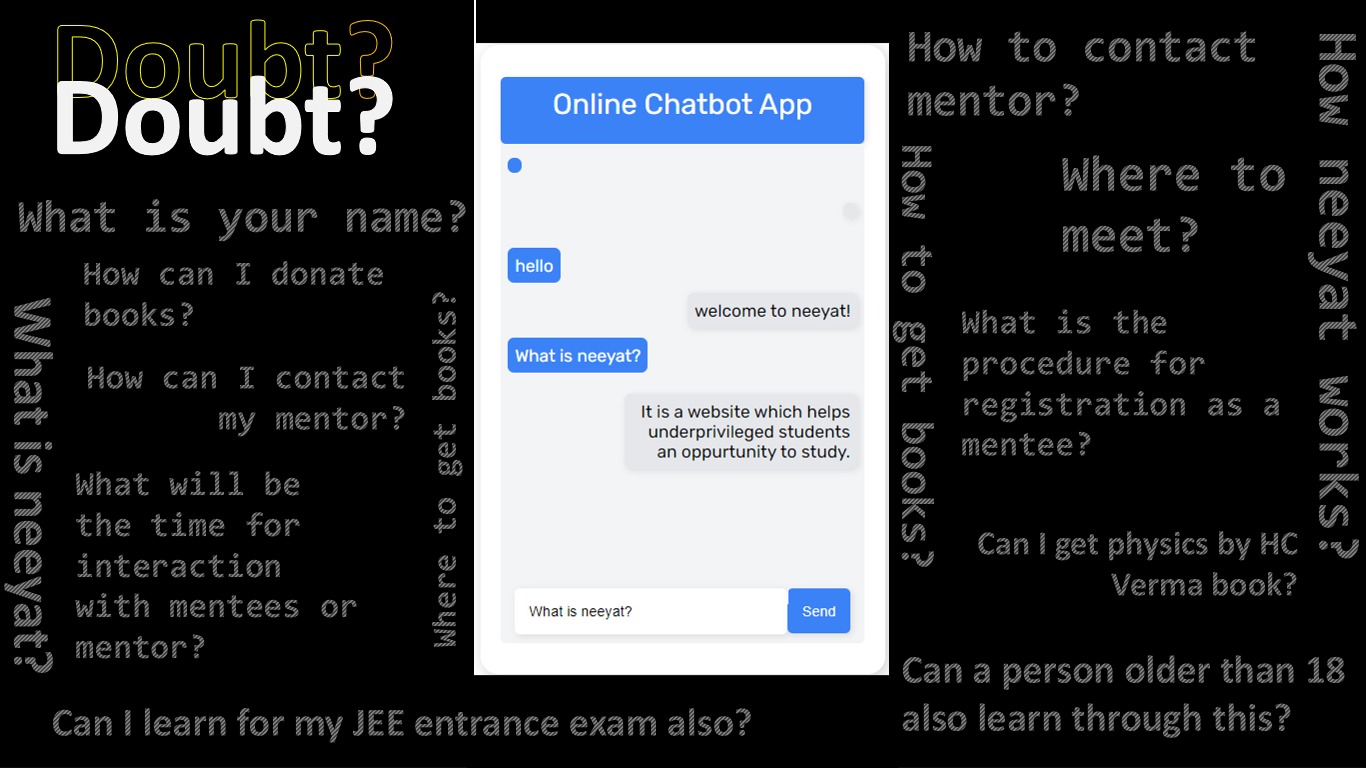 Doubt?
Doubt?
What is your name?
How can I donate
books?
How can I contact
my mentor?
What is neeyat?
Where to get books?
What will be
the time for
interaction
with mentees or
mentor?
Can I learn for my JEE entrance exam also?
Online Chatbot App
hello
welcome to neeyat!
What is neeyat?
It is a website which helps
underprivileged students
an oppurtunity to study.
What is neeyat?
Send
How to contact
mentor?
How to get books?
Where to
meet?
How neeyat works?
What is the
procedure for
registration as a
mentee?
Can I get physics by HC
Verma book?
Can a person older than 18
also learn through this?